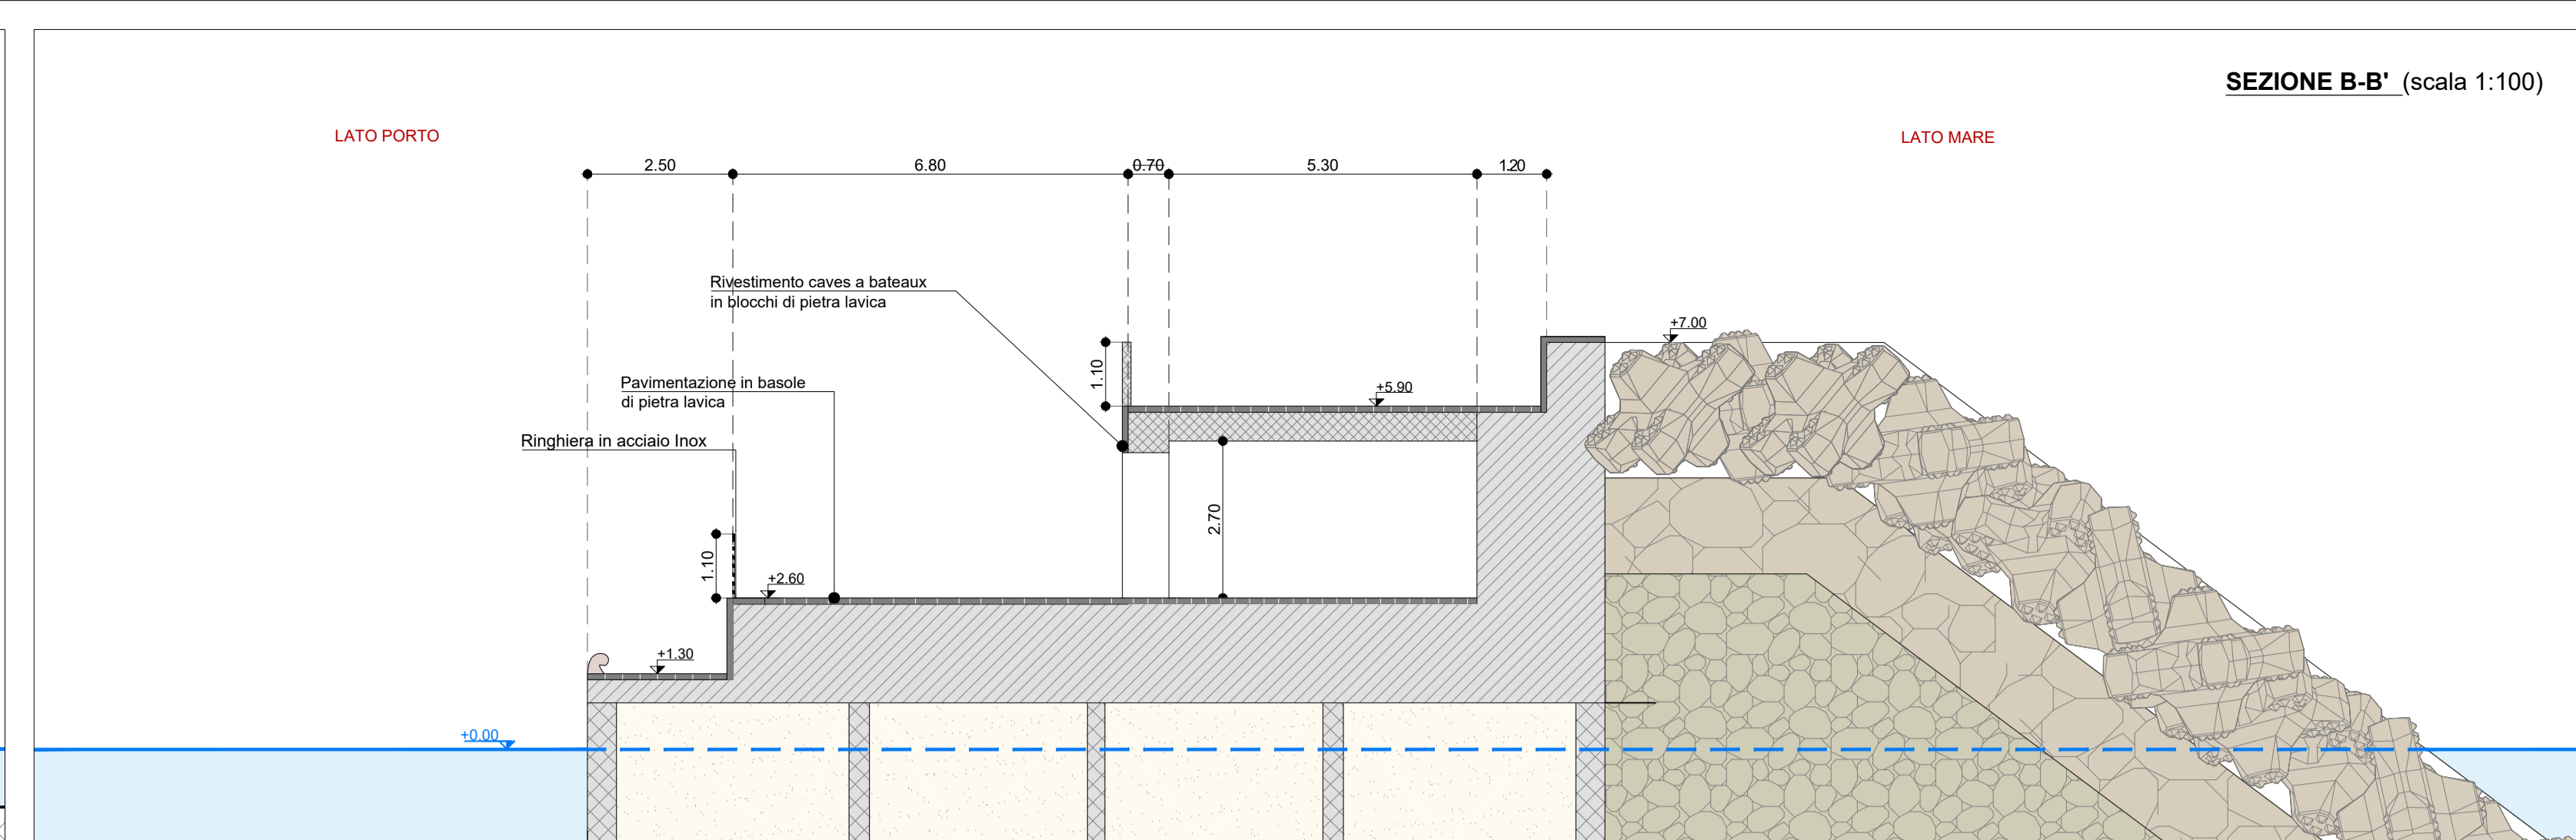 SEZIONE B-B' (scala 1:100)
LATO PORTO
LATO MARE
2.50
6.80
0.70
5.30
1.20
Rivestimento caves a bateaux
in blocchi di pietra lavica
+7.00
1.10
+5.90
Pavimentazione in basole
di pietra lavica
Ringhiera in acciaio Inox
2.70
1.10
+2.60
+1.30
+0.00